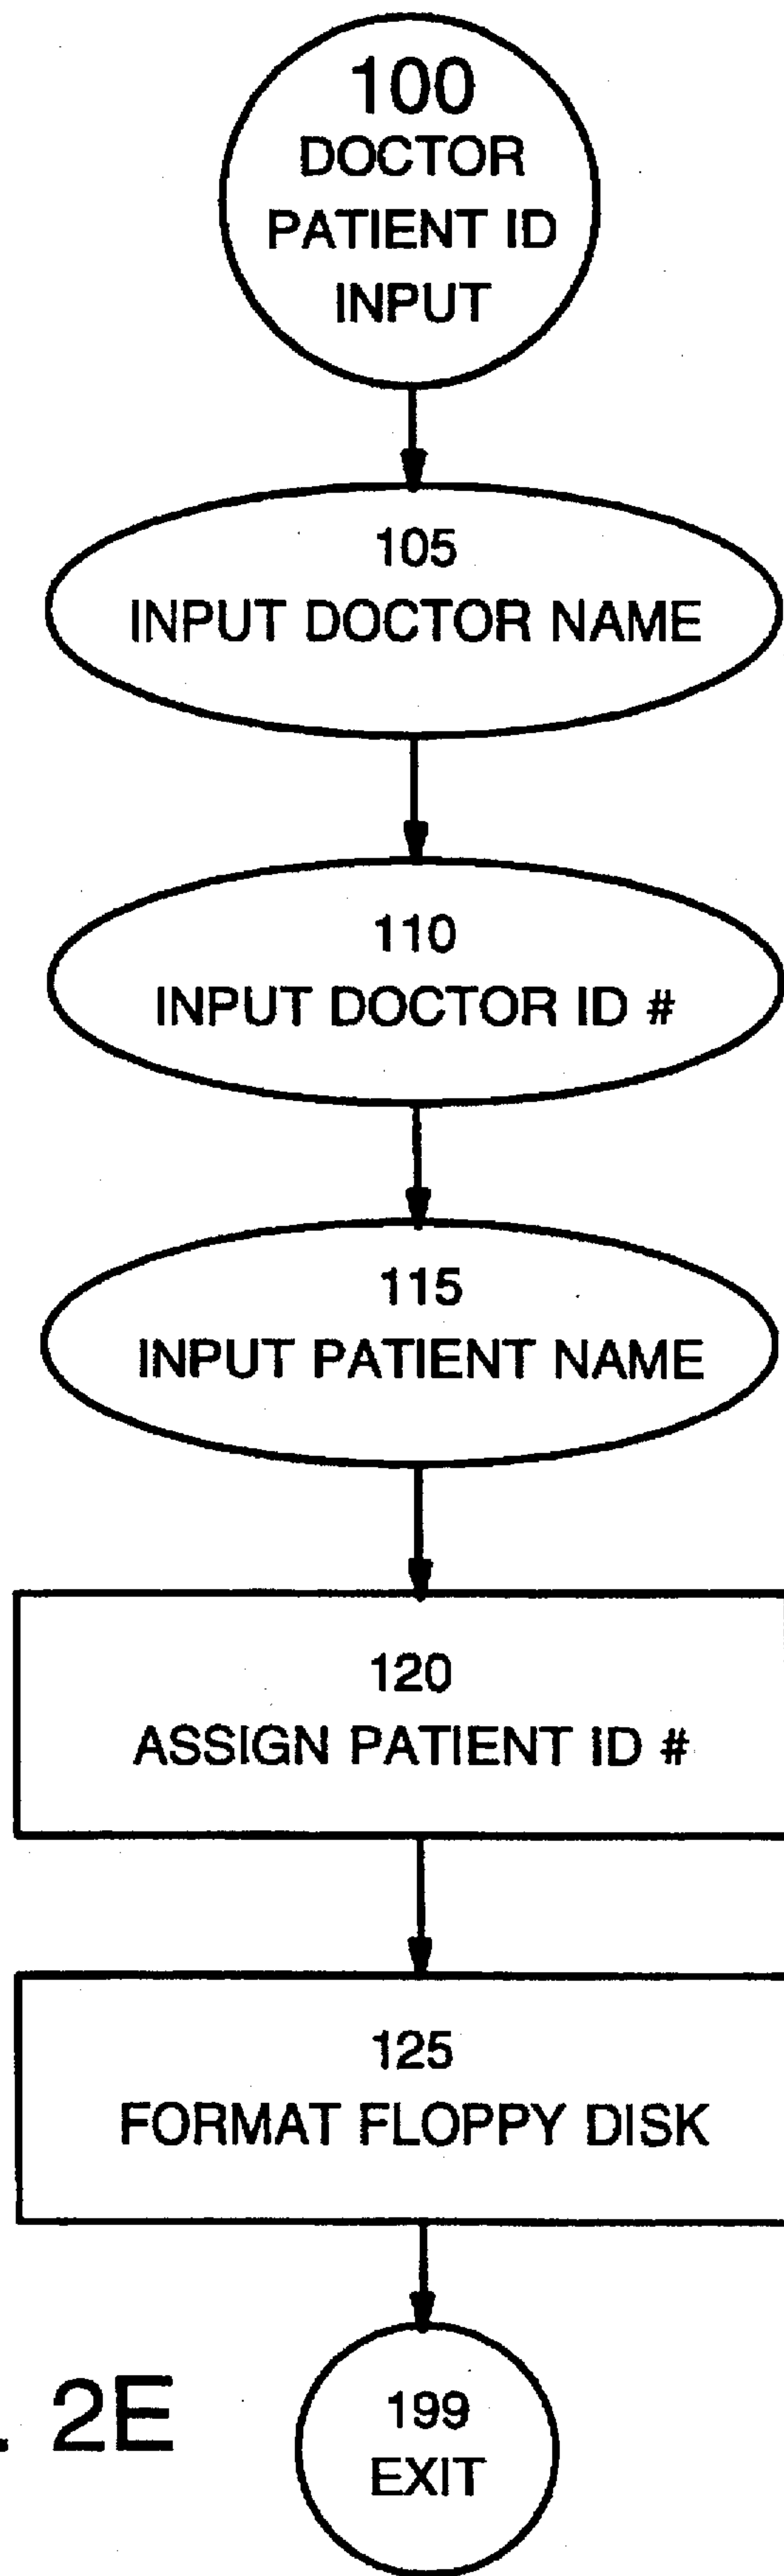 100
DOCTOR
PATIENT ID
INPUT
105
INPUT DOCTOR NAME
110
INPUT DOCTOR ID #
115
INPUT PATIENT NAME
120
ASSIGN PATIENT ID #
125
FORMAT FLOPPY DISK
199
EXIT
. 2E